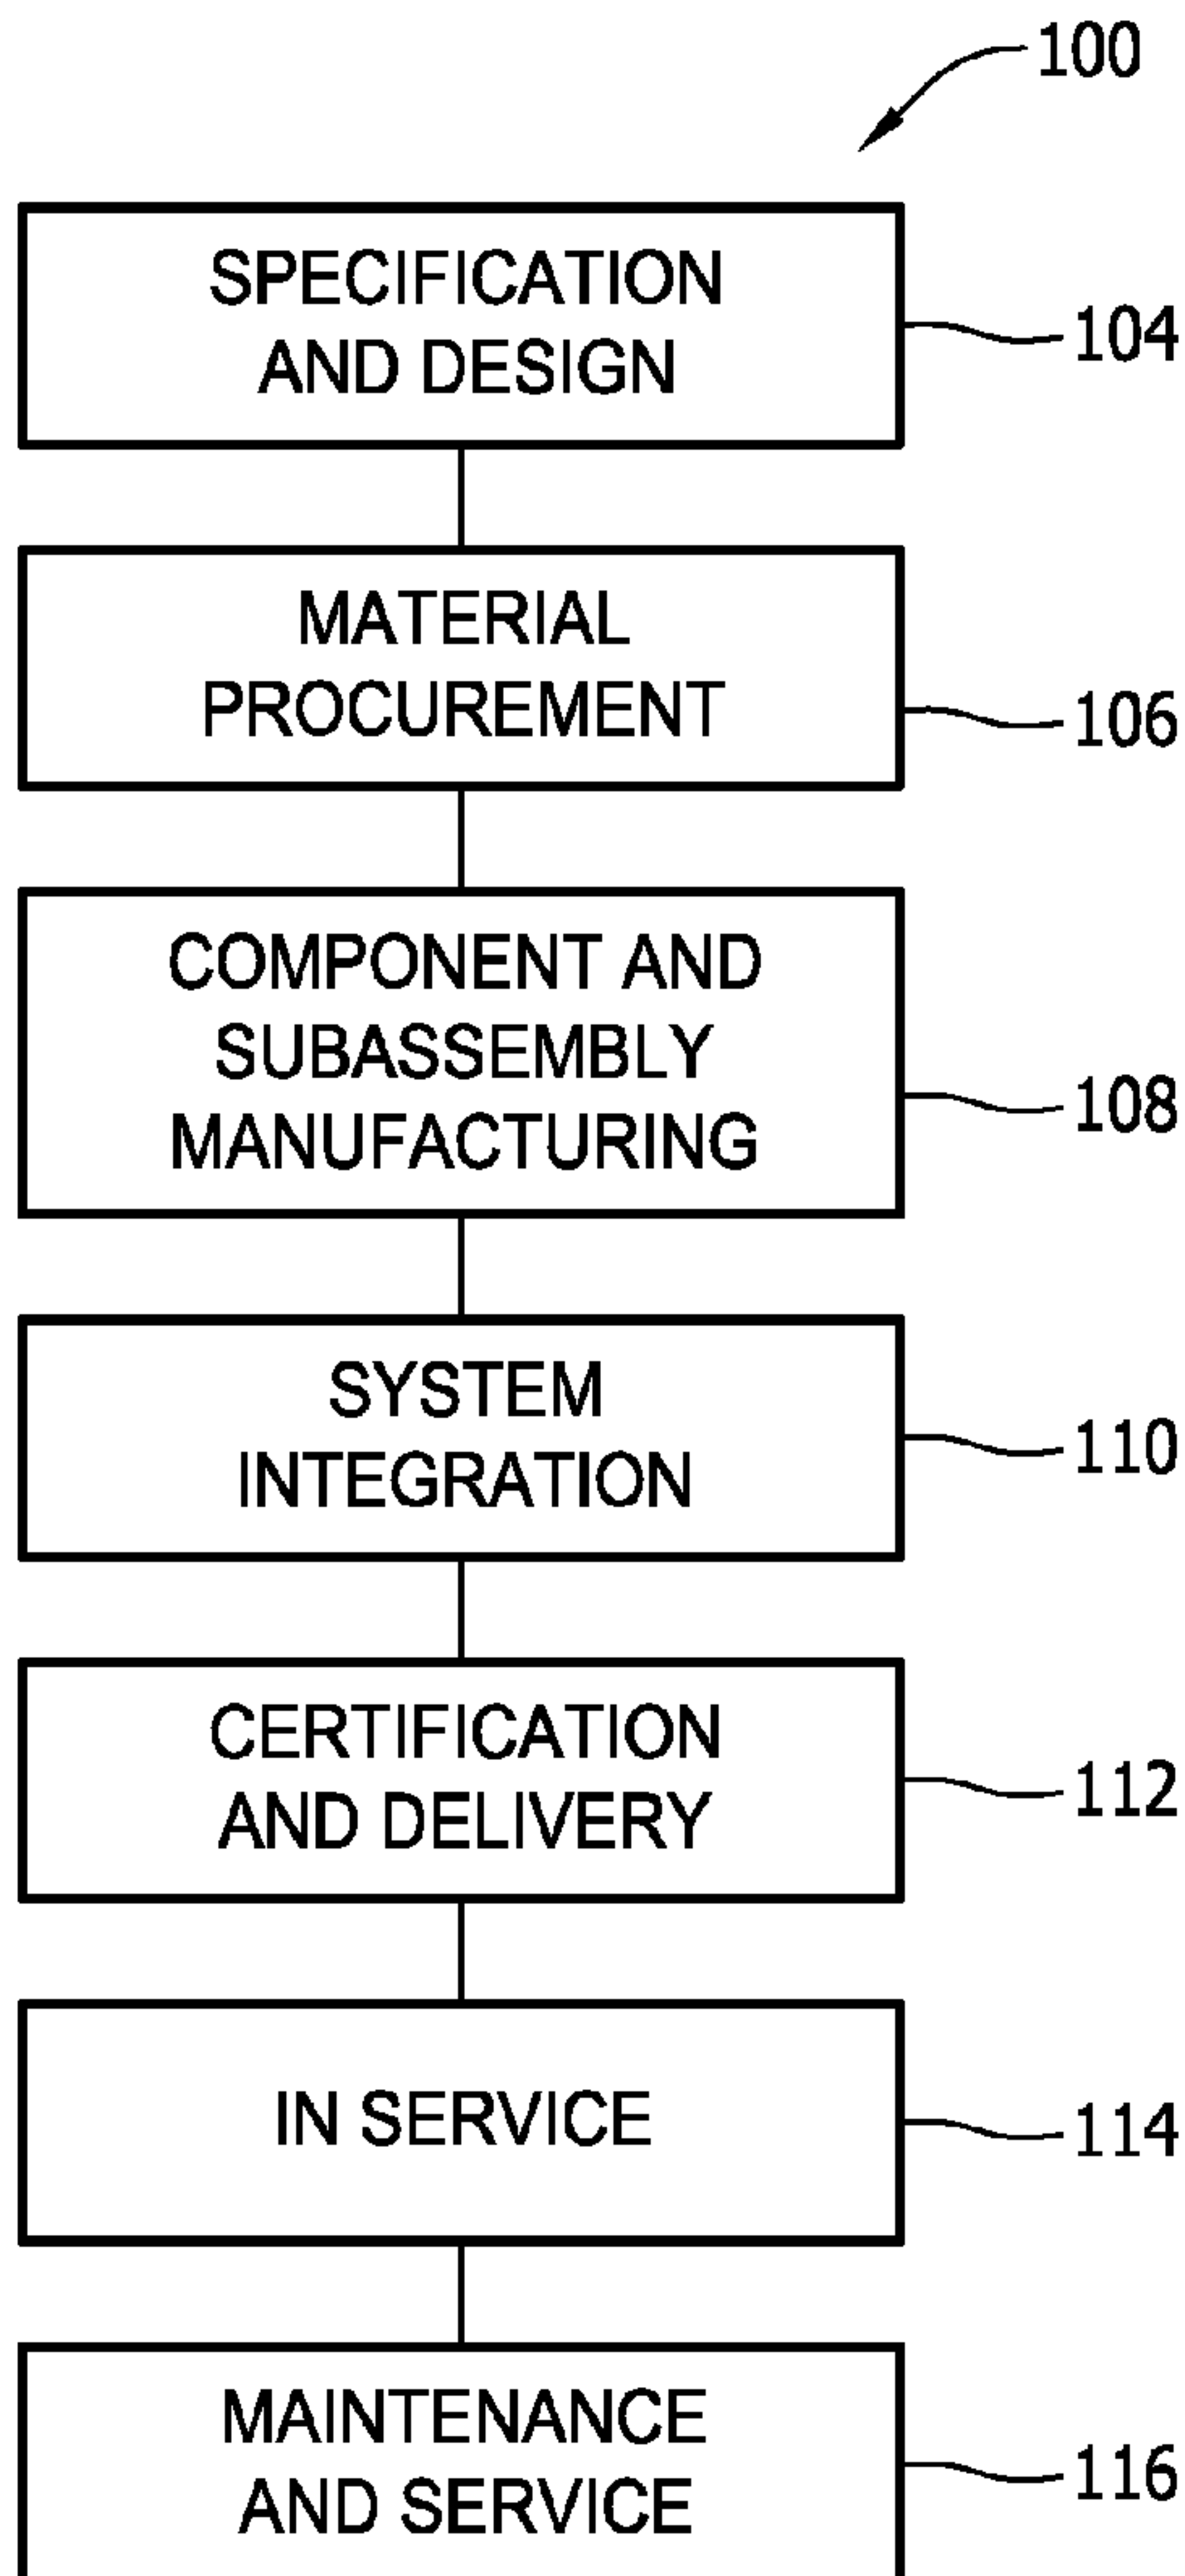 100
SPECIFICATION
AND DESIGN
104
MATERIAL
PROCUREMENT
106
COMPONENT AND
SUBASSEMBLY
MANUFACTURING
108
SYSTEM
INTEGRATION
110
CERTIFICATION
AND DELIVERY
112
IN SERVICE
114
MAINTENANCE
AND SERVICE
116